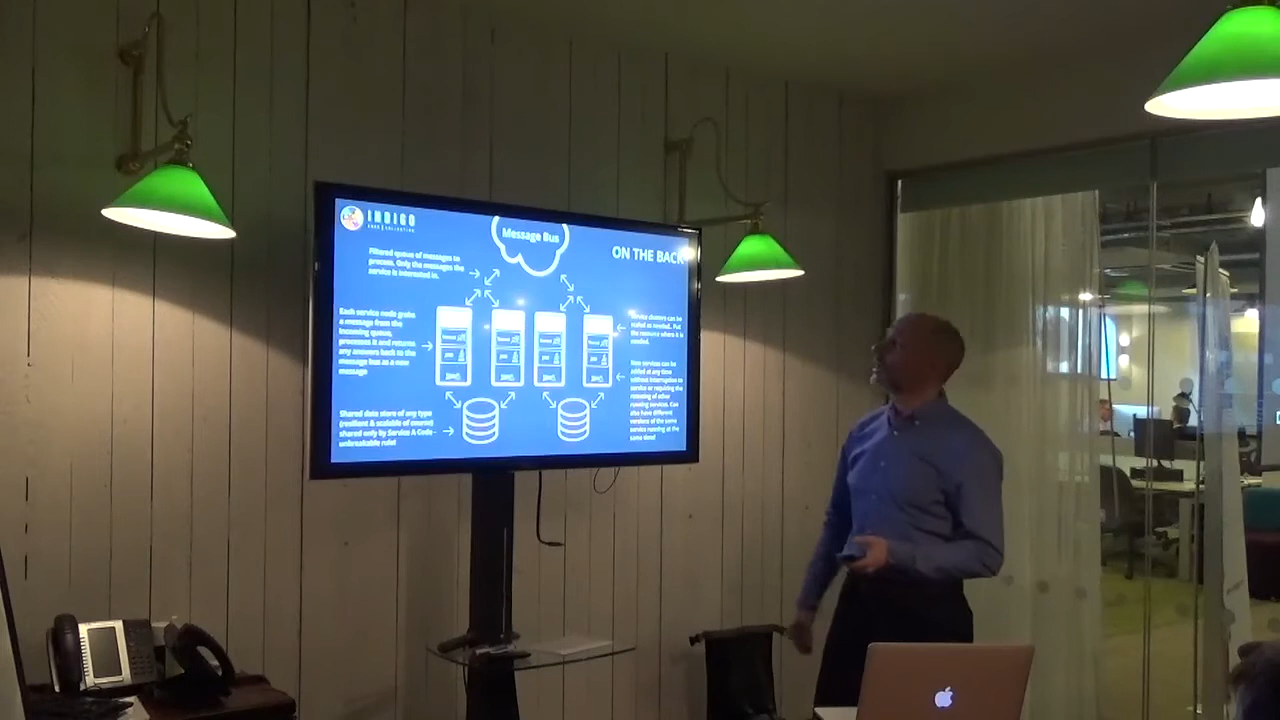 INDIGO
CODE COLLECTIVE
Message Bus
ON THE BACK
Filtered queue of messages to
process. Only the messages the
service is interested in.
Each service node grabs
a message from the
incoming queue,
processes it and returns
any answers back to the
message bus as a new
message
Service clusters can be
scaled as needed. Put
the resource where it is
needed.
New services can be
added at any time
without interruption to
service or requiring the
retesting of other
running services. Can
also have different
versions of the same
service running at the
same time!
Shared data store of any type
(resilient & scalable of course)
shared only by Service A Code -
unbreakable rule!